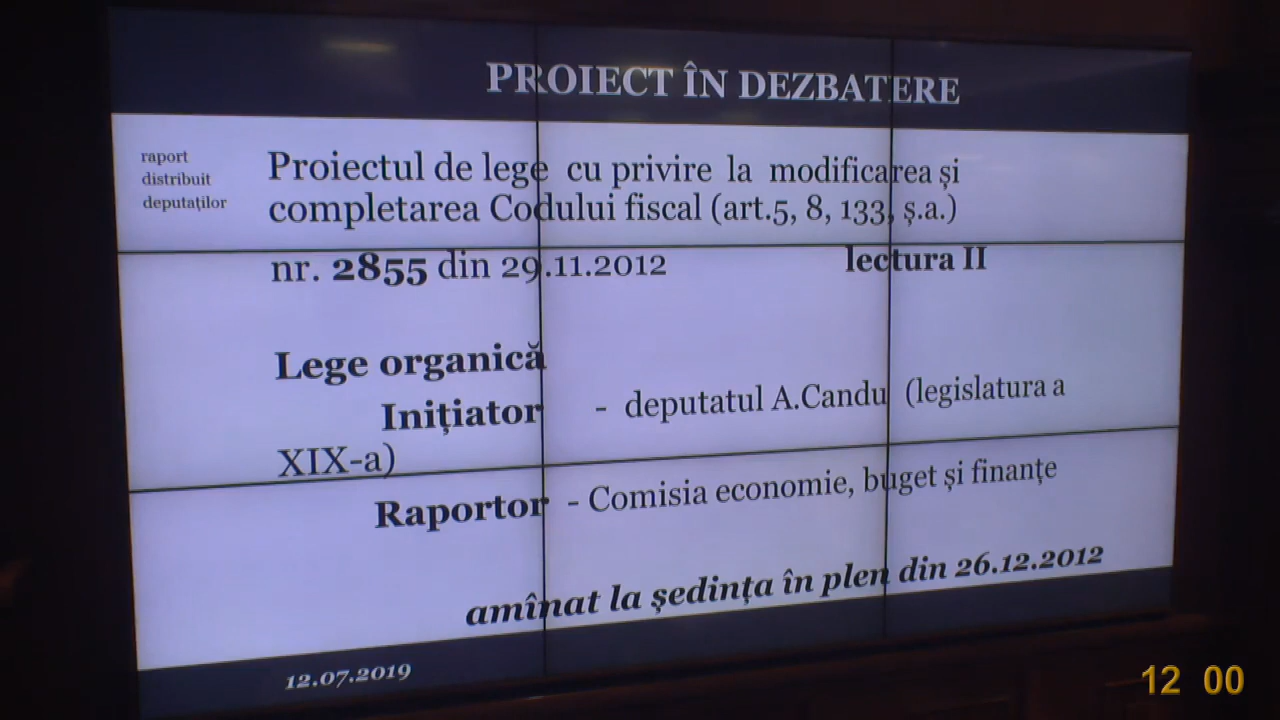 PROIECT ÎN DEZBATERE
raport
distribuit
deputaților
Proiectul de lege cu privire la modificarea și
completarea Codului fiscal (art.5, 8, 133, ș.a.)
nr. 2855 din 29.11.2012 lectura II
Lege organică
Inițiator - deputatul A.Candu (legislatura a
XIX-a)
Raportor - Comisia economie, buget și finanțe
amînat la ședința în plen din 26.12.2012
12.07.2019
12 00